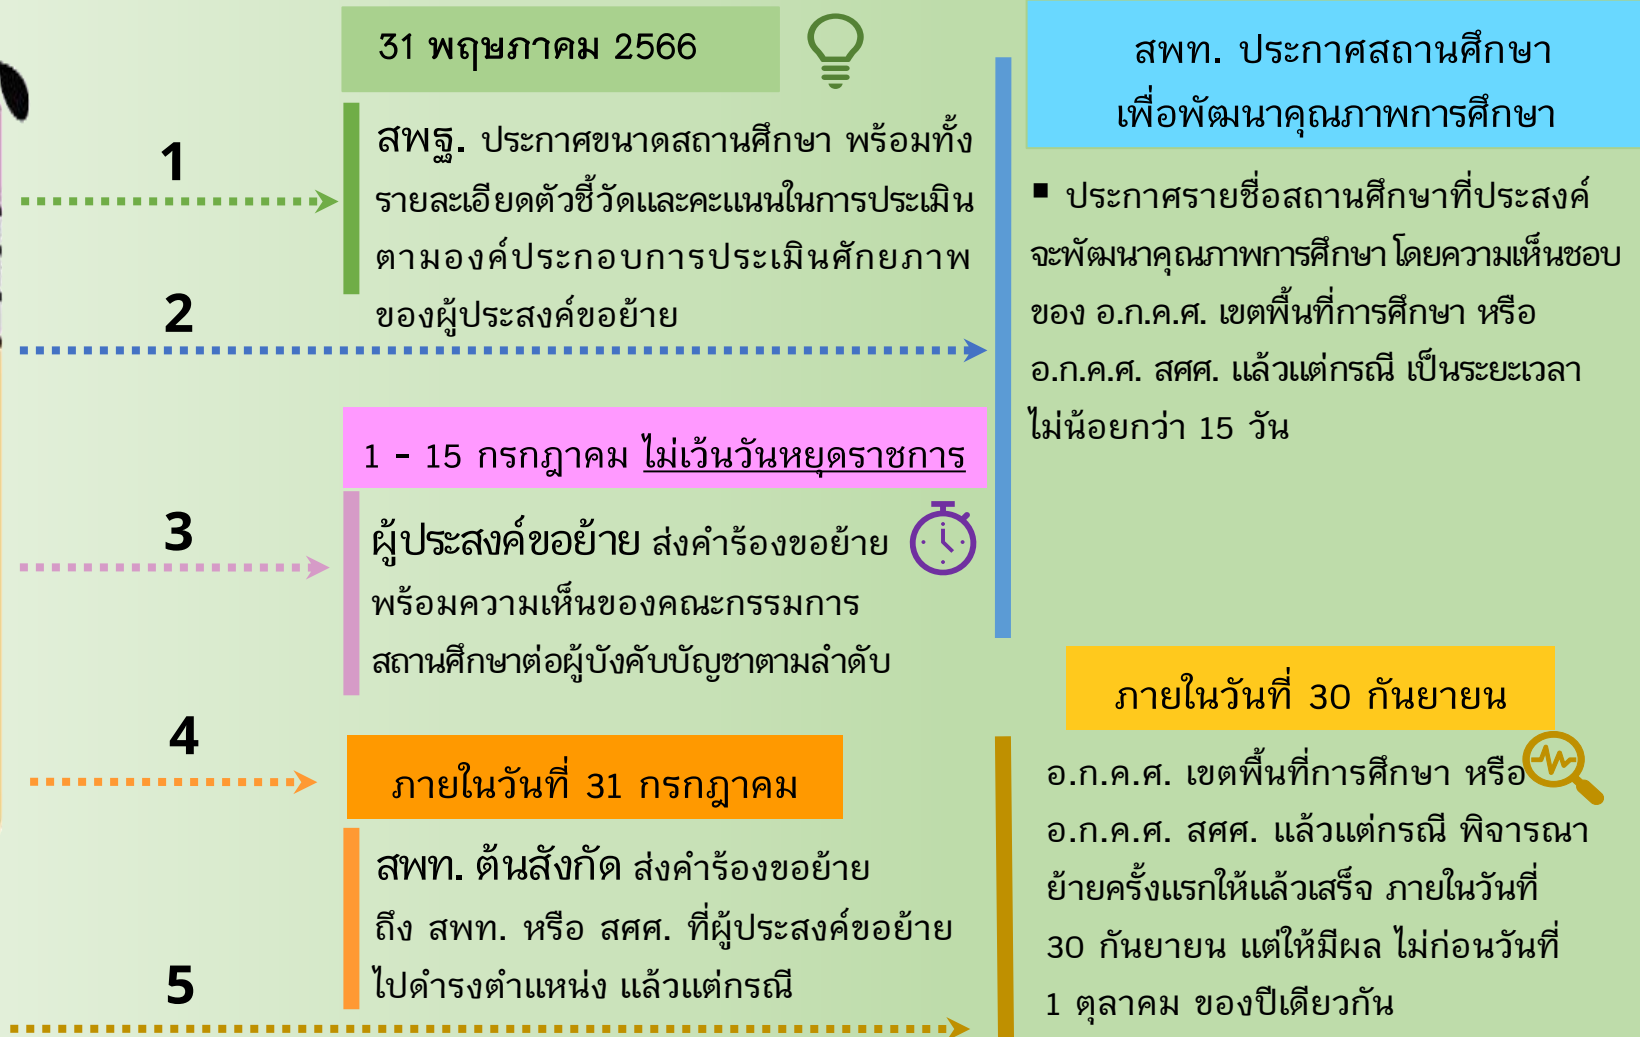 1
31 พฤษภาคม 2566
สพฐ. ประกาศขนาดสถานศึกษา พร้อมทั้ง
รายละเอียดตัวชี้วัดและคะแนนในการประเมิน
ตามองค์ประกอบการประเมินศักยภาพ
ของผู้ประสงค์ขอย้าย
2
สพท. ประกาศสถานศึกษา
เพื่อพัฒนาคุณภาพการศึกษา
▪ ประกาศรายชื่อสถานศึกษาที่ประสงค์
จะพัฒนาคุณภาพการศึกษา โดยความเห็นชอบ
ของ อ.ก.ค.ศ. เขตพื้นที่การศึกษา หรือ
อ.ก.ค.ศ. สศศ. แล้วแต่กรณี เป็นระยะเวลา
ไม่น้อยกว่า 15 วัน
3
1 - 15 กรกฎาคม ไม่เว้นวันหยุดราชการ
ผู้ประสงค์ขอย้าย ส่งคำร้องขอย้าย
พร้อมความเห็นของคณะกรรมการ
สถานศึกษาต่อผู้บังคับบัญชาตามลำดับ
4
ภายในวันที่ 31 กรกฎาคม
สพท. ต้นสังกัด ส่งคำร้องขอย้าย
ถึง สพท. หรือ สศศ. ที่ผู้ประสงค์ขอย้าย
ไปดำรงตำแหน่ง แล้วแต่กรณี
5
ภายในวันที่ 30 กันยายน
อ.ก.ค.ศ. เขตพื้นที่การศึกษา หรือ
อ.ก.ค.ศ. สศศ. แล้วแต่กรณี พิจารณา
ย้ายครั้งแรกให้แล้วเสร็จ ภายในวันที่
30 กันยายน แต่ให้มีผล ไม่ก่อนวันที่
1 ตุลาคม ของปีเดียวกัน